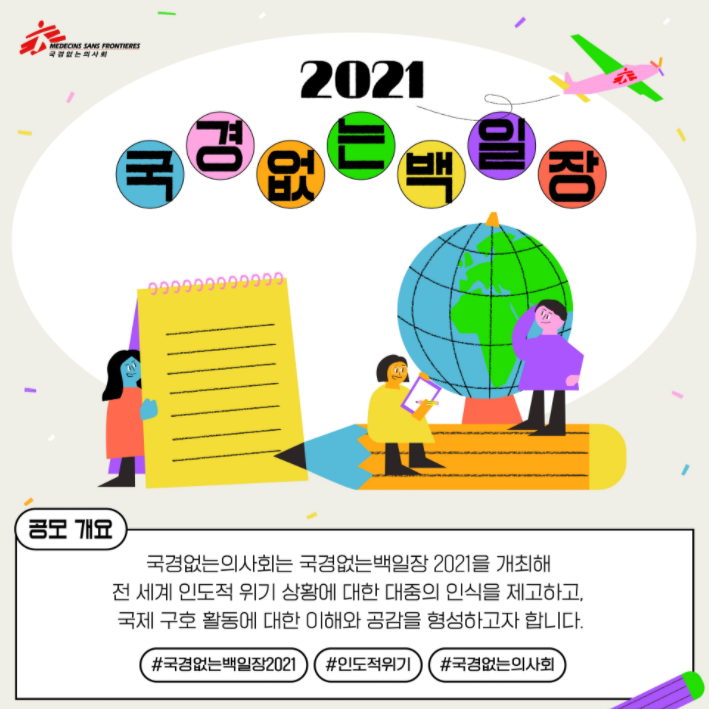 MEDECINS SANS FRONTIERES
국경없는의사회
2021
국경없는백일장
공모 개요
국경없는의사회는 국경없는백일장 2021을 개최해
전 세계 인도적 위기 상황에 대한 대중의 인식을 제고하고,
국제 구호 활동에 대한 이해와 공감을 형성하고자 합니다.
#국경없는백일장2021 #인도적위기 #국경없는의사회